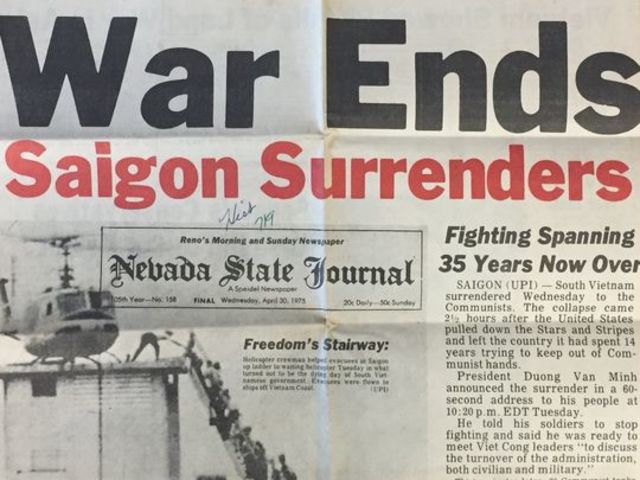 War Ends
Saigon Surrenders
Hist
Reno's Morning and Sunday Newspaper
Nevada State Journal
A Speidel Newspaper
105th Year—No. 158 FINAL Wednesday, April 30, 1975 20c Daily—50c Sunday
Freedom's Stairway:
Helicopter crewman helped evacuees at Saigon
up ladder to waiting helicopter Tuesday in what
turned out to be the dying day of South Viet-
namese government. Evacuees were flown to
ships off Vietnam Coast. (UPI)
Fighting Spanning
35 Years Now Over
SAIGON (UPI) — South Vietnam
surrendered Wednesday to the
Communists. The collapse came
2½ hours after the United States
pulled down the Stars and Stripes
and left the country it had spent 14
years trying to keep out of Com-
munist hands.
President Duong Van Minh
announced the surrender in a 60-
second address to his people at
10:20 p.m. EDT Tuesday.
He told his soldiers to stop
fighting and said he was ready to
meet Viet Cong leaders "to discuss
the turnover of the administration,
both civilian and military."